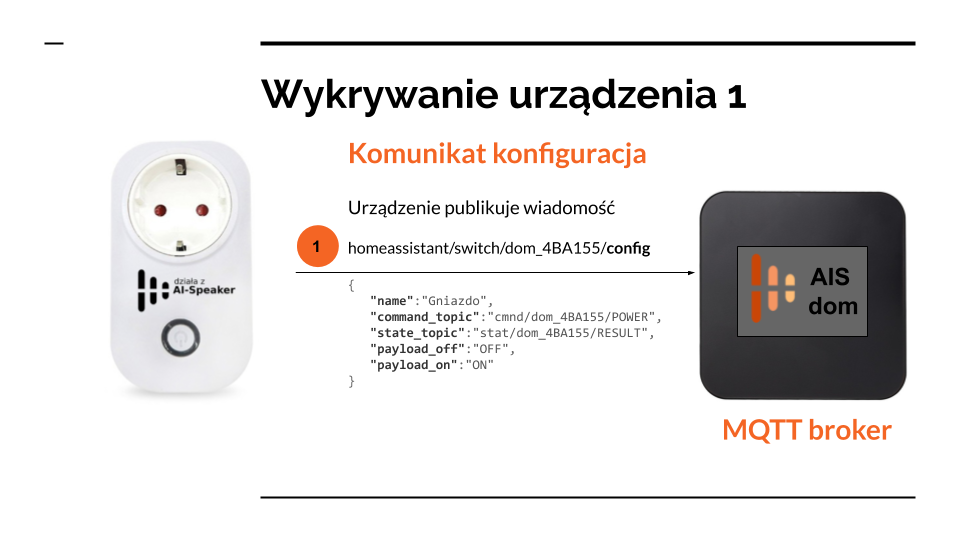 Wykrywanie urządzenia 1
Komunikat konfiguracja
Urządzenie publikuje wiadomość
1
homeassistant/switch/dom_4BA155/config
{
"name":"Gniazdo",
"command_topic":"cmnd/dom_4BA155/POWER",
"state_topic":"stat/dom_4BA155/RESULT",
"payload_off":"OFF",
"payload_on":"ON"
}
działa z
AI-Speaker
AIS
dom
MQTT broker